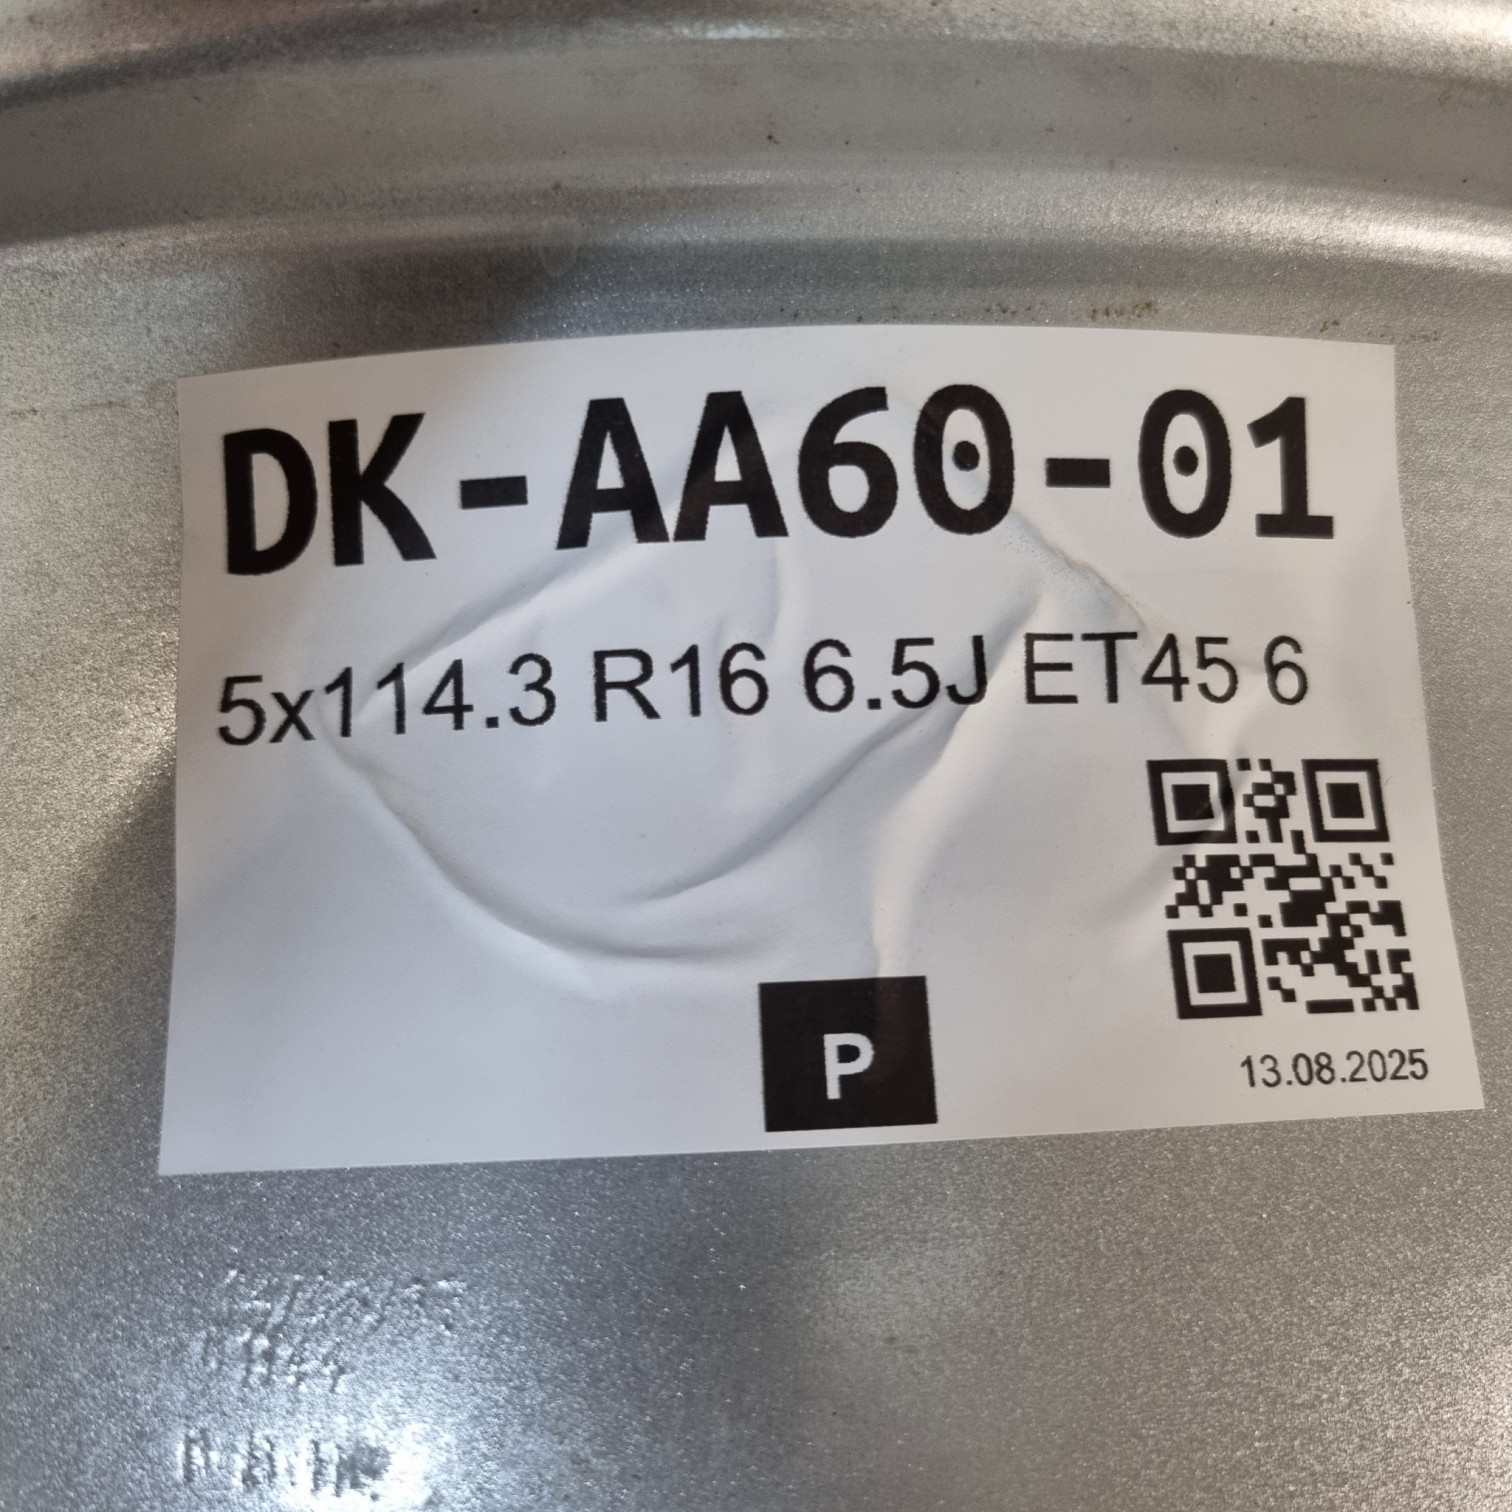 DK-AA60-01
5x114.3 R16 6.5J ET45 6
P
13.08.2025